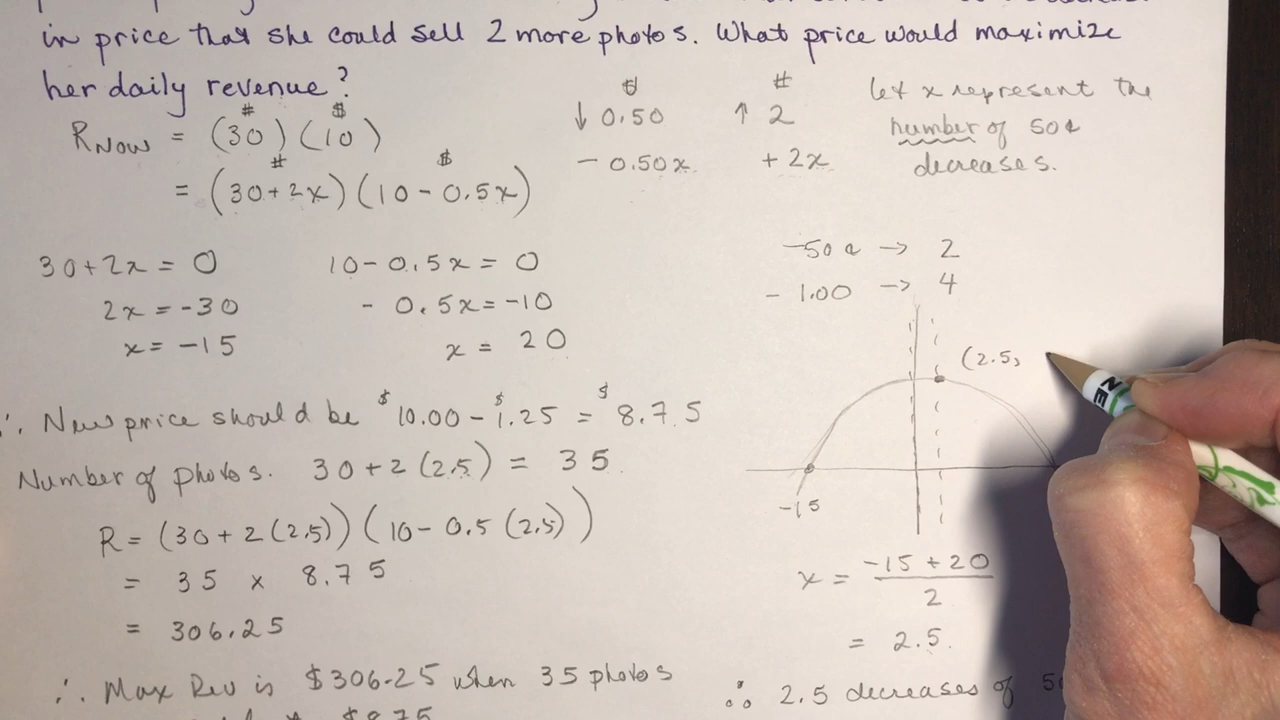 in price that she could sell 2 more photos. What price would maximize
her daily revenue?
# $
R NOW = (30)(10)
# $
= (30+2x)(10-0.5x)
$ #
↓ 0.50 ↑ 2
- 0.50x + 2x
let x represent the
number of 50¢
decreases.
30+2x = 0 10-0.5x = 0
2x = -30 - 0.5x = -10
x = -15 x = 20
-50¢ → 2
- 1.00 → 4
(2.5,
-15
∴ New price should be $10.00 - $1.25 = $8.75
Number of photos. 30+2(2.5) = 35
R = (30+2(2.5))(10-0.5(2.5))
= 35 x 8.75
= 306.25
∴ Max Rev is $306.25 when 35 photos
$8.75
x = -15 + 20
2
= 2.5.
∴ 2.5 decreases of
NE